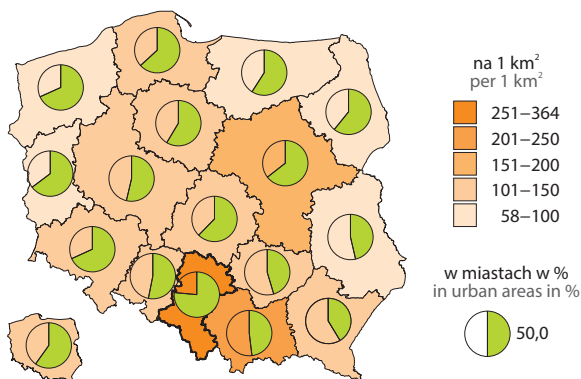 na 1 km²
per 1 km²
251–364
201–250
151–200
101–150
58–100
w miastach w %
in urban areas in %
50,0